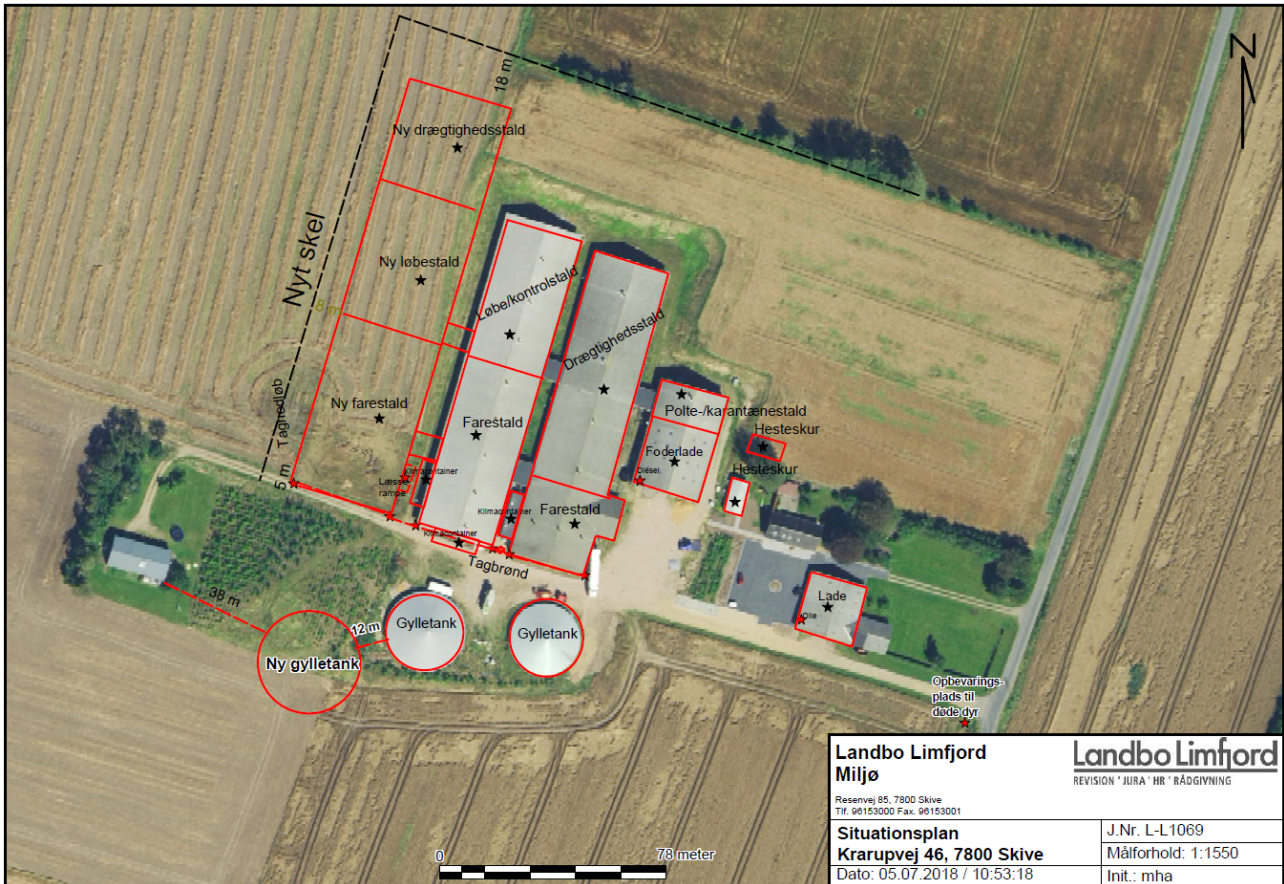 N
18 m
Ny drægtighedsstald
Nyt skel
Ny løbestald
Løbe/kontrolstald
8 m
Drægtighedsstald
Tagnedløb
Ny farestald
Farestald
Polte-/karantænestald
Hesteskur
Foderlade
Hesteskur
5 m
Læsse-
rampe
Klimacontainer
Diesel
Klimacontainer
Farestald
Klimacontainer
Tagbrønd
38 m
12 m
Gylletank
Gylletank
Ny gylletank
Lade
Olie
Opbevarings-
plads til
døde dyr
Landbo Limfjord
Miljø
Resenvej 85, 7800 Skive
Tlf. 96153000 Fax. 96153001
Landbo Limfjord
REVISION ' JURA ' HR ' RÅDGIVNING
Situationsplan
Krarupvej 46, 7800 Skive
Dato: 05.07.2018 / 10:53:18
J.Nr. L-L1069
Målforhold: 1:1550
Init.: mha
0
78 meter